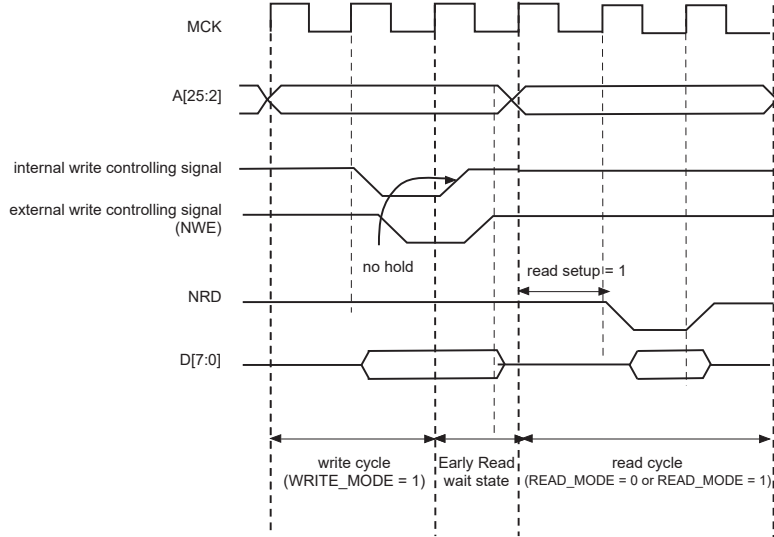 MCK
A[25:2]
internal write controlling signal
external write controlling signal
(NWE)
no hold
read setup = 1
NRD
D[7:0]
write cycle
(WRITE_MODE = 1)
Early Read
wait state
read cycle
(READ_MODE = 0 or READ_MODE = 1)